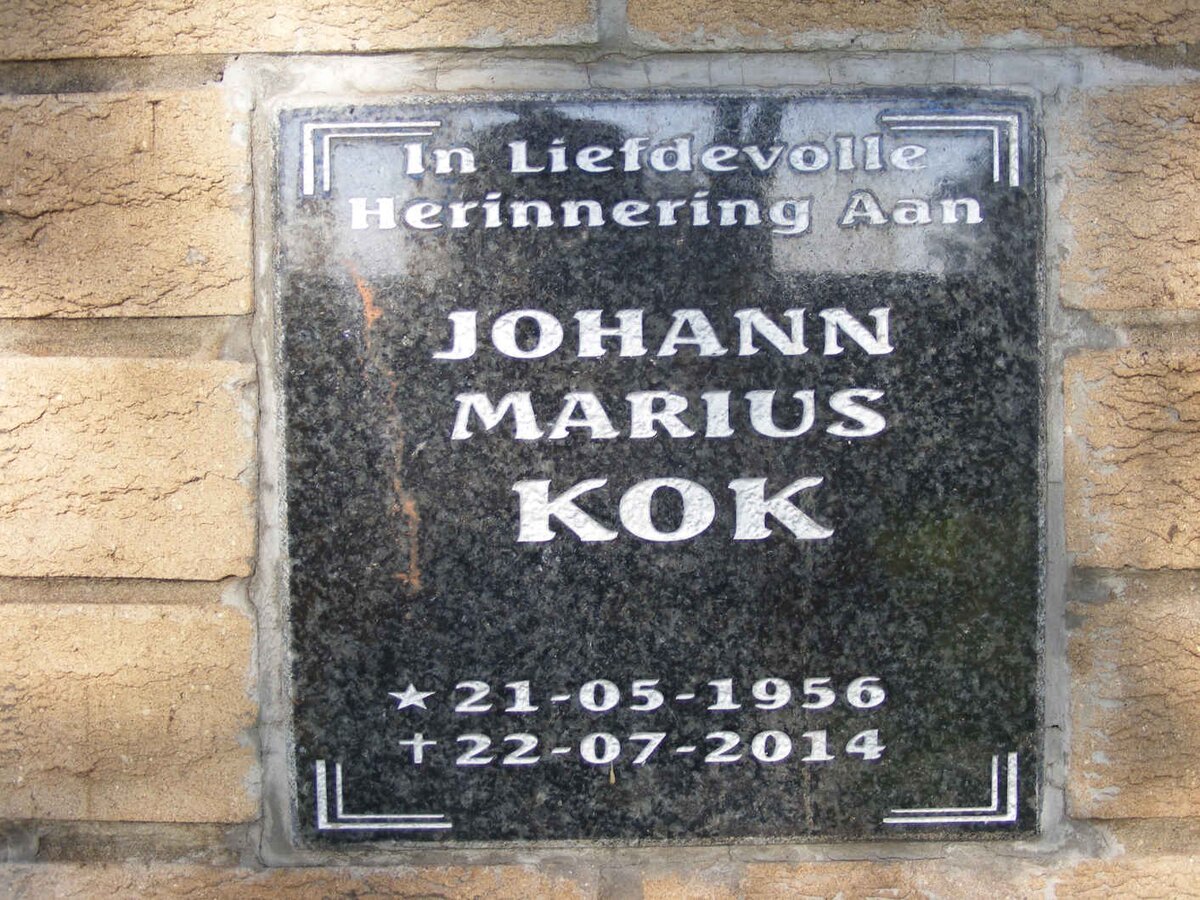 In Liefdevolle
Herinnering Aan
JOHANN
MARIUS
KOK
★ 21-05-1956
✝ 22-07-2014